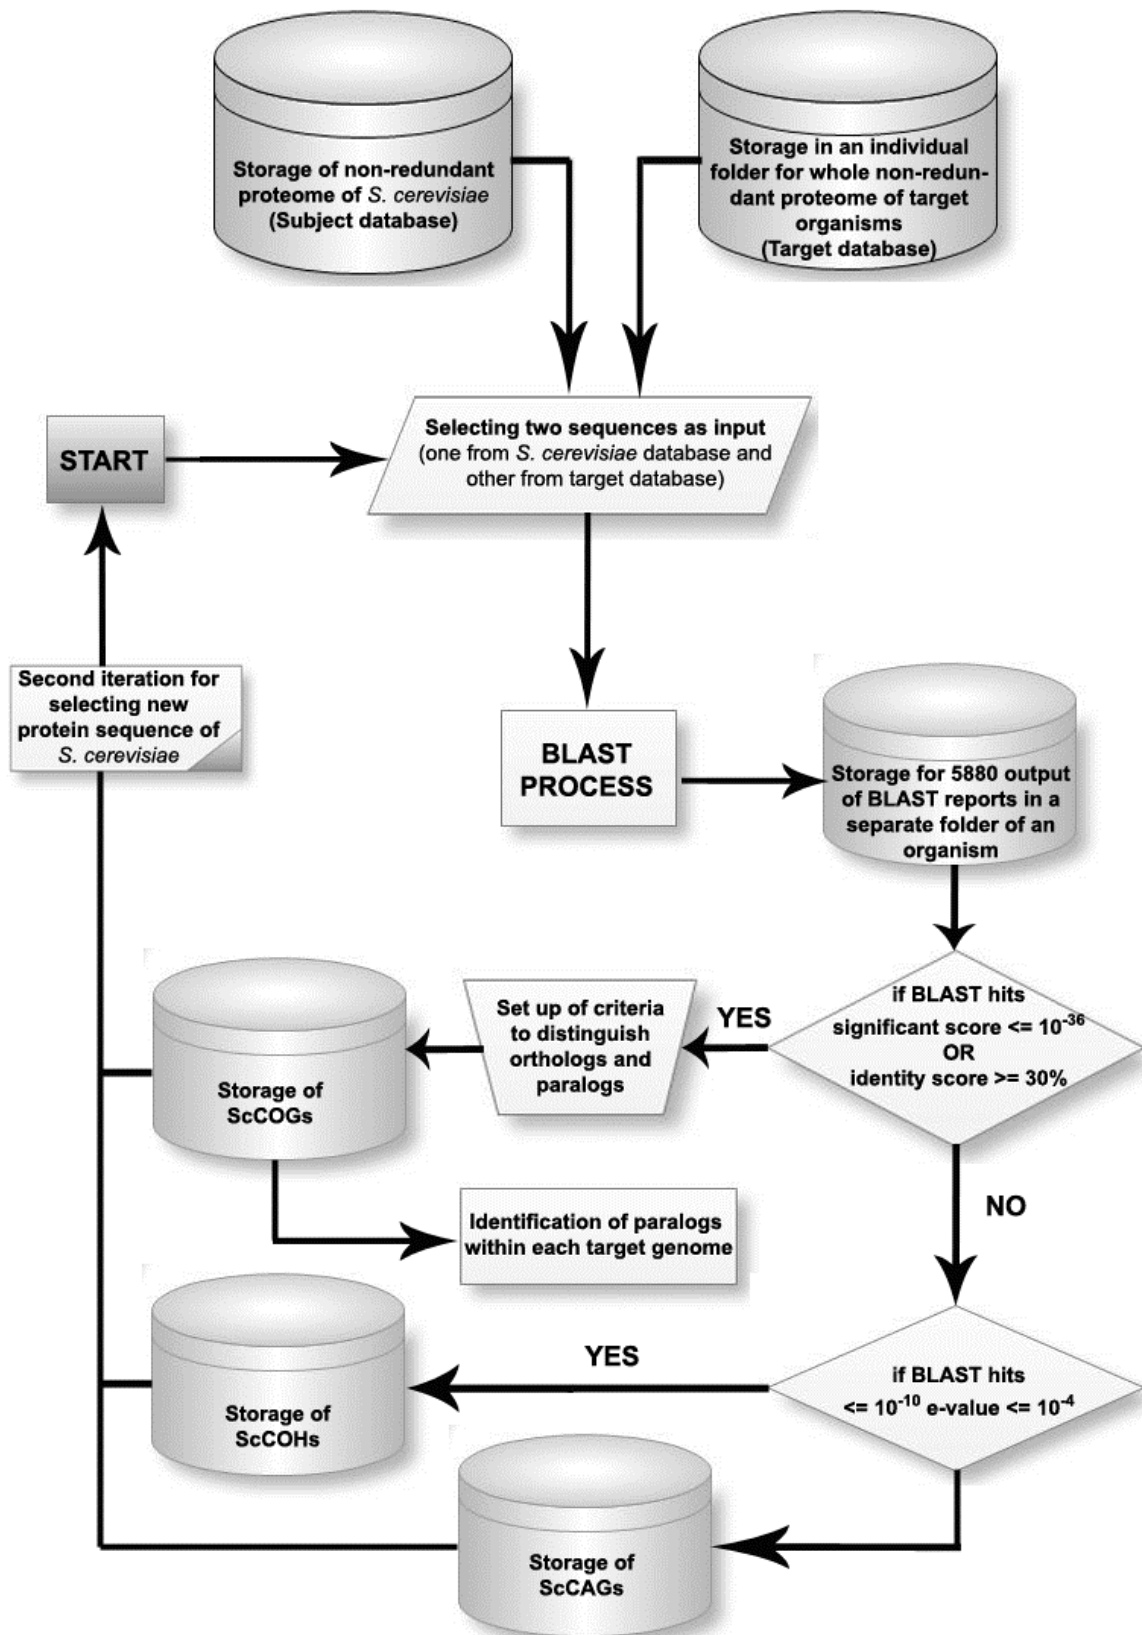 Storage of non-redundant
proteome of S. cerevisiae
(Subject database)
Storage in an individual
folder for whole non-redun-
dant proteome of target
organisms
(Target database)
START
Selecting two sequences as input
(one from S. cerevisiae database and
other from target database)
Second iteration for
selecting new
protein sequence of
S. cerevisiae
BLAST
PROCESS
Storage for 5880 output
of BLAST reports in a
separate folder of an
organism
if BLAST hits
significant score <= 10⁻³⁶
OR
identity score >= 30%
YES
Set up of criteria
to distinguish
orthologs and
paralogs
Storage of
ScCOGs
Identification of paralogs
within each target genome
NO
if BLAST hits
<= 10⁻¹⁰ e-value <= 10⁻⁴
YES
Storage of
ScCOHs
Storage of
ScCAGs